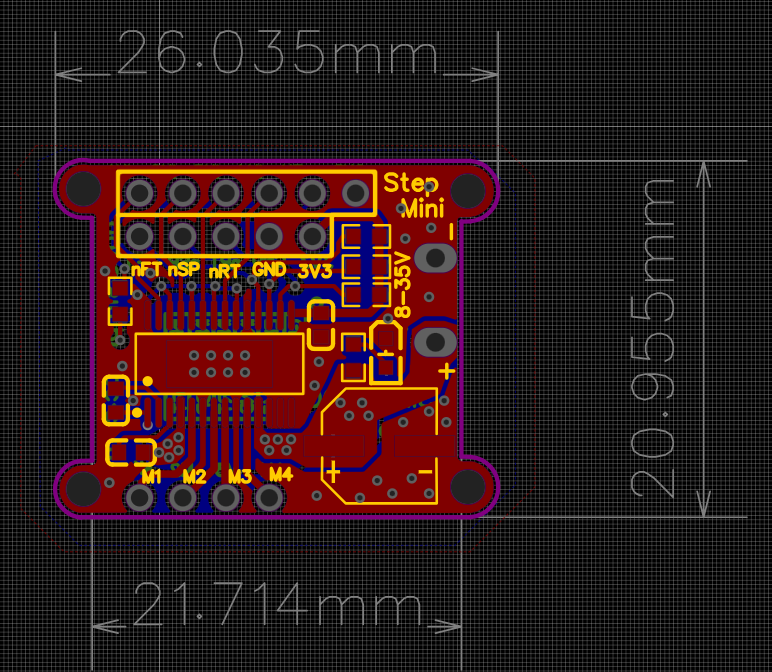 26.035mm
Step
Mini
-
nFT nSP nRT GND 3V3
8-35V
+
20.955mm
+ -
M1 M2 M3 M4
21.714mm